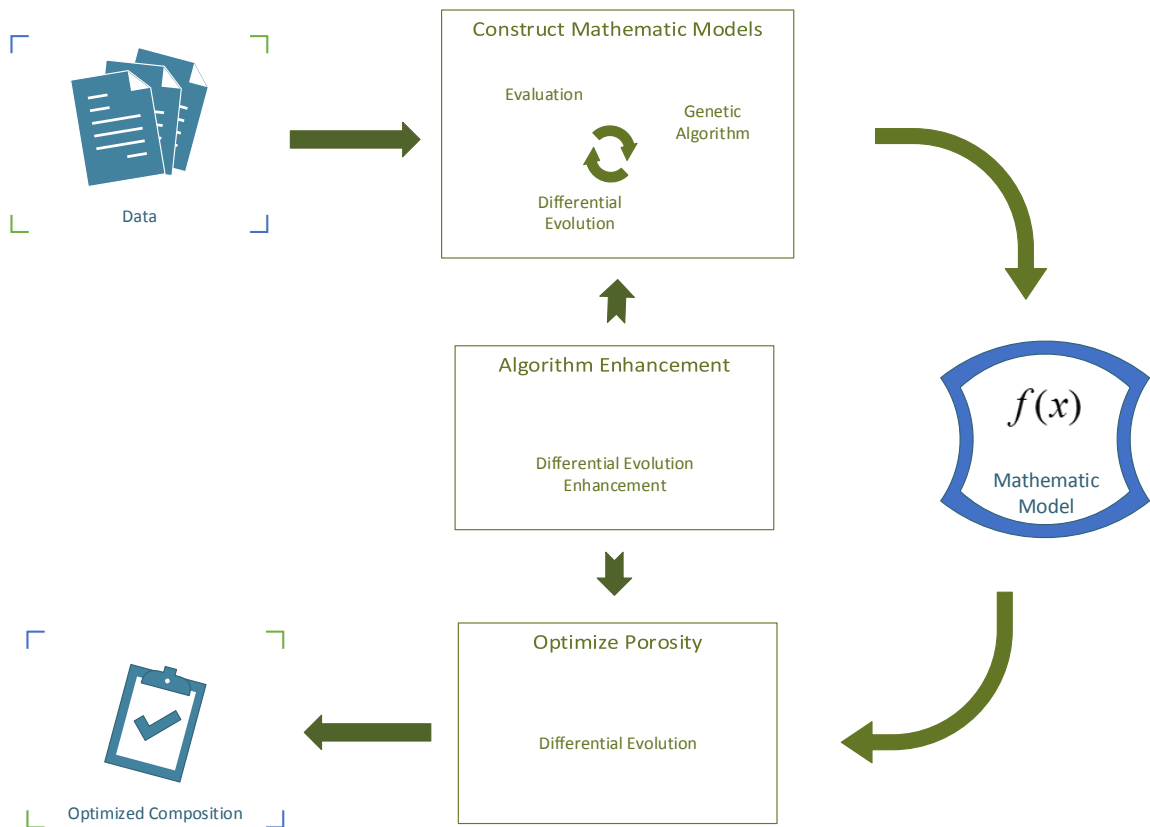 Construct Mathematic Models
Evaluation
Genetic
Algorithm
Differential
Evolution
Data
Algorithm Enhancement
Differential Evolution
Enhancement
f(x)
Mathematic
Model
Optimize Porosity
Differential Evolution
Optimized Composition